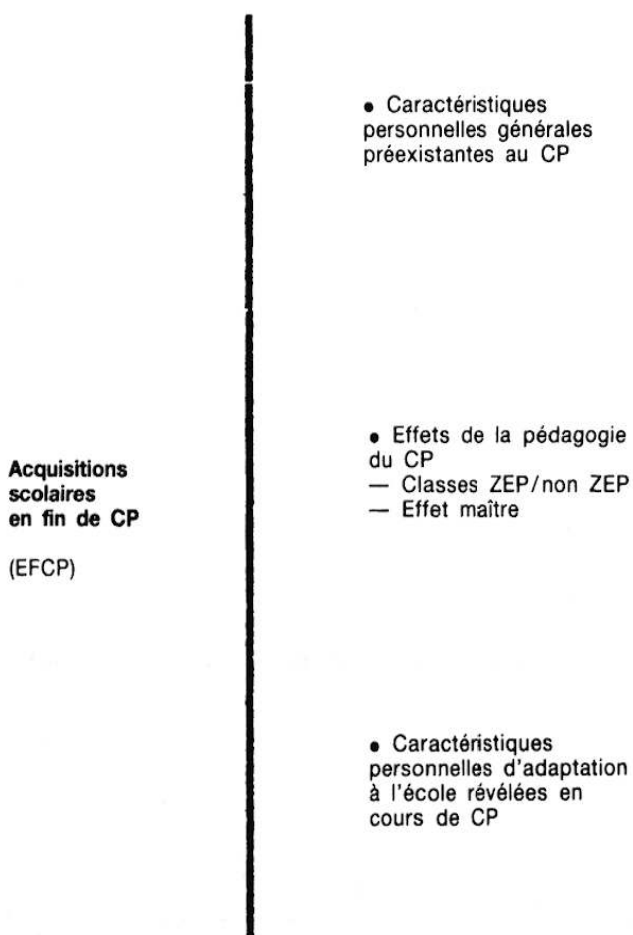 • Caractéristiques
personnelles générales
préexistantes au CP
Acquisitions
scolaires
en fin de CP
(EFCP)
• Effets de la pédagogie
du CP
— Classes ZEP/non ZEP
— Effet maître
• Caractéristiques
personnelles d'adaptation
à l'école révélées en
cours de CP